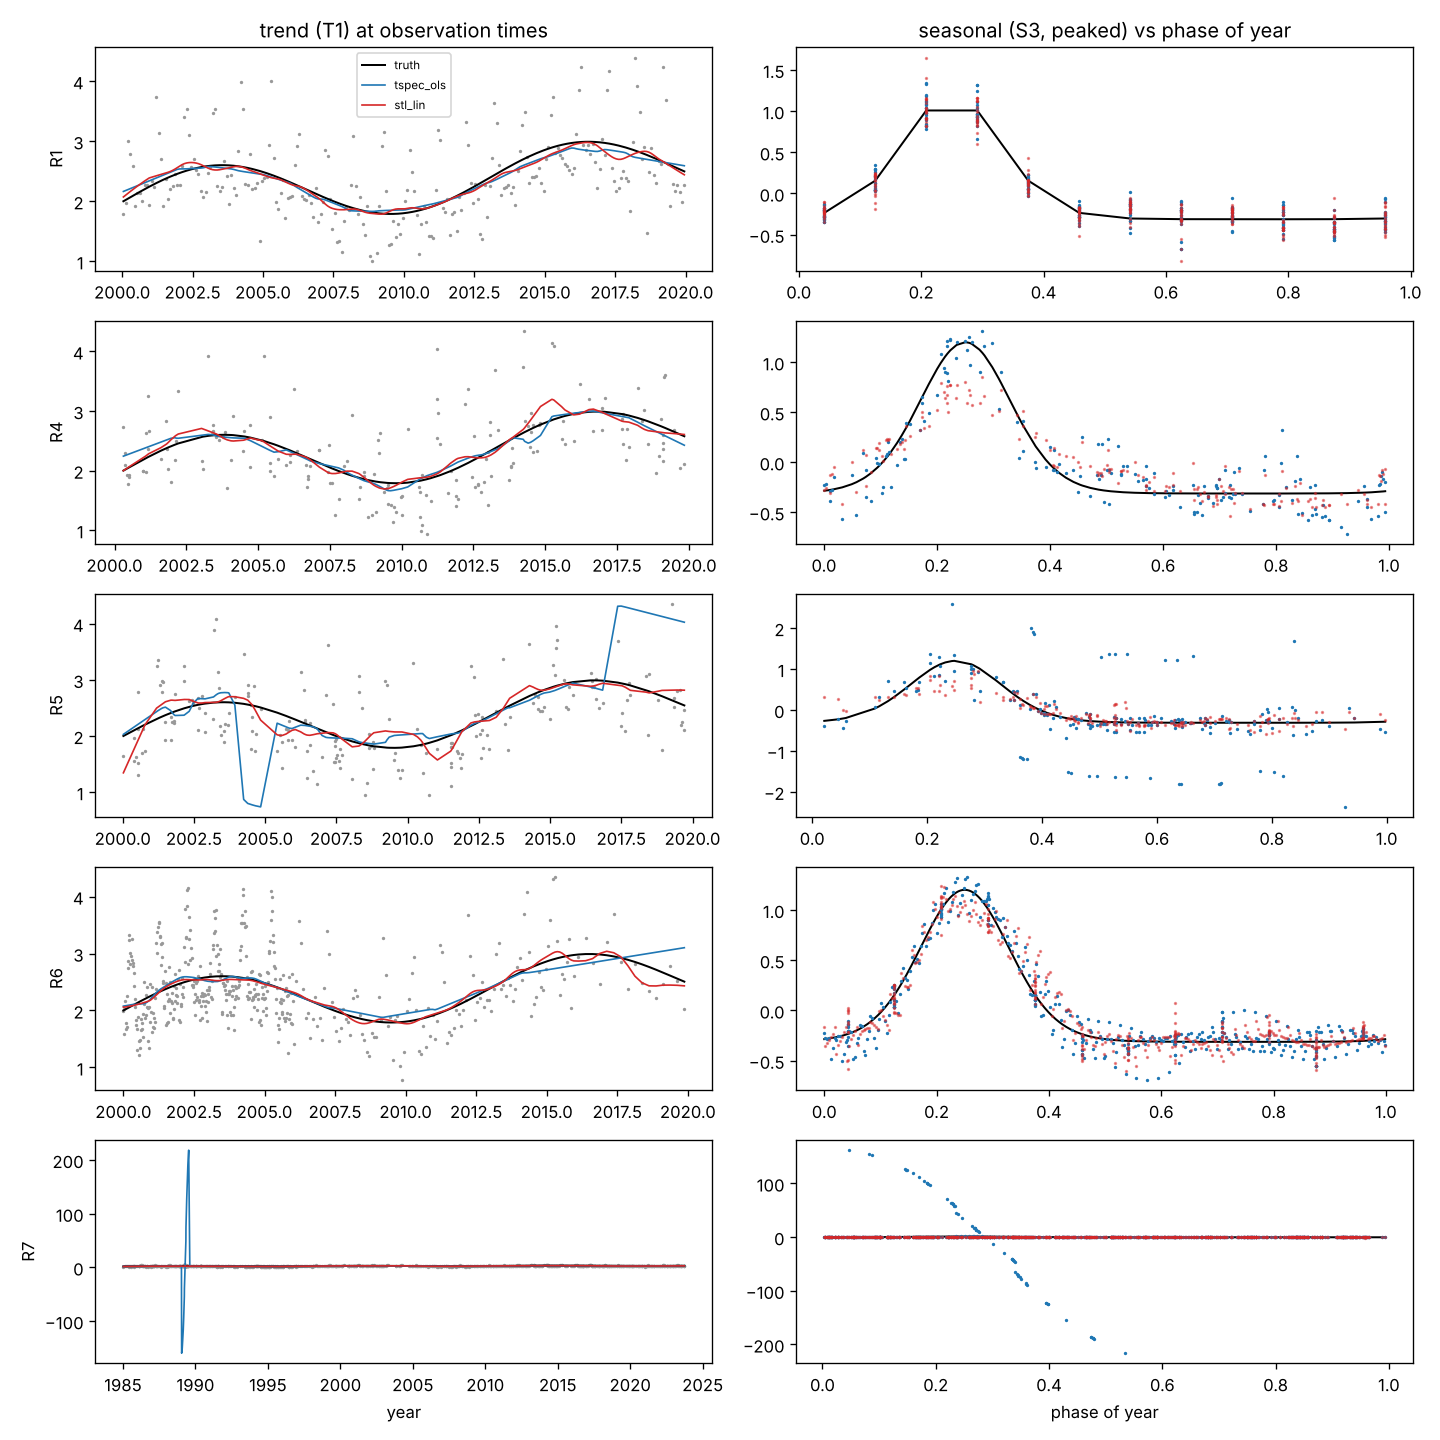 trend (T1) at observation times
seasonal (S3, peaked) vs phase of year
truth
tspec_ols
stl_lin
R1
4
3
2
1
2000.0 2002.5 2005.0 2007.5 2010.0 2012.5 2015.0 2017.5 2020.0
1.5
1.0
0.5
0.0
−0.5
0.0 0.2 0.4 0.6 0.8 1.0
R4
4
3
2
1
2000.0 2002.5 2005.0 2007.5 2010.0 2012.5 2015.0 2017.5 2020.0
1.0
0.5
0.0
−0.5
0.0 0.2 0.4 0.6 0.8 1.0
R5
4
3
2
1
2000.0 2002.5 2005.0 2007.5 2010.0 2012.5 2015.0 2017.5 2020.0
2
1
0
−1
−2
0.0 0.2 0.4 0.6 0.8 1.0
R6
4
3
2
1
2000.0 2002.5 2005.0 2007.5 2010.0 2012.5 2015.0 2017.5 2020.0
1.0
0.5
0.0
−0.5
0.0 0.2 0.4 0.6 0.8 1.0
R7
200
100
0
−100
1985 1990 1995 2000 2005 2010 2015 2020 2025
year
100
0
−100
−200
0.0 0.2 0.4 0.6 0.8 1.0
phase of year